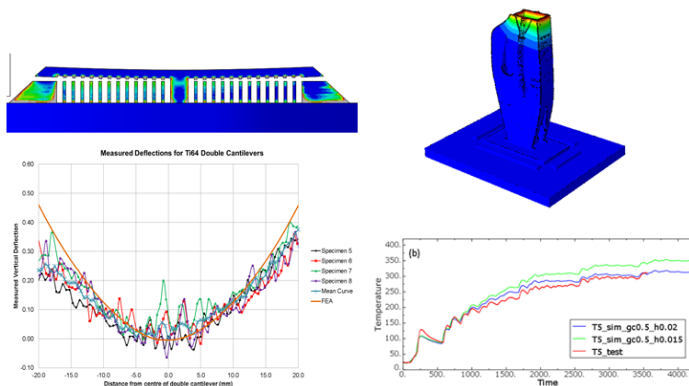 Measured Deflections for Ti64 Double Cantilevers
Measured Vertical Deflection
0.60
0.50
0.40
0.30
0.20
0.10
0.00
-0.10
-20.0 -15.0 -10.0 -5.0 0.0 5.0 10.0 15.0 20.0
Distance from centre of double cantilever (mm)
Specimen 5
Specimen 6
Specimen 7
Specimen 8
Mean Curve
FEA
(b)
Temperature
400.
350.
300.
250.
200.
150.
100.
50.
0.
0. 500. 1000. 1500. 2000. 2500. 3000. 3500. 4000.
Time
T5_sim_gc0.5_h0.02
T5_sim_gc0.5_h0.015
T5_test